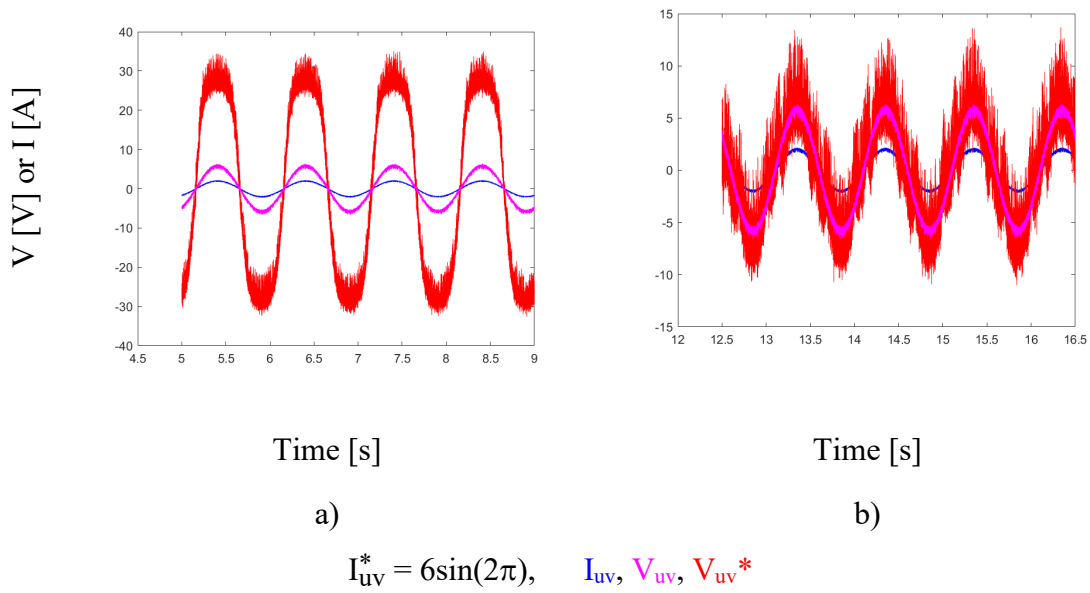 V [V] or I [A]
40
30
20
10
0
-10
-20
-30
-40
4.5 5 5.5 6 6.5 7 7.5 8 8.5 9
15
10
5
0
-5
-10
-15
12 12.5 13 13.5 14 14.5 15 15.5 16 16.5
Time [s] Time [s]
a) b)
I*uv = 6sin(2π), Iuv, Vuv, Vuv*